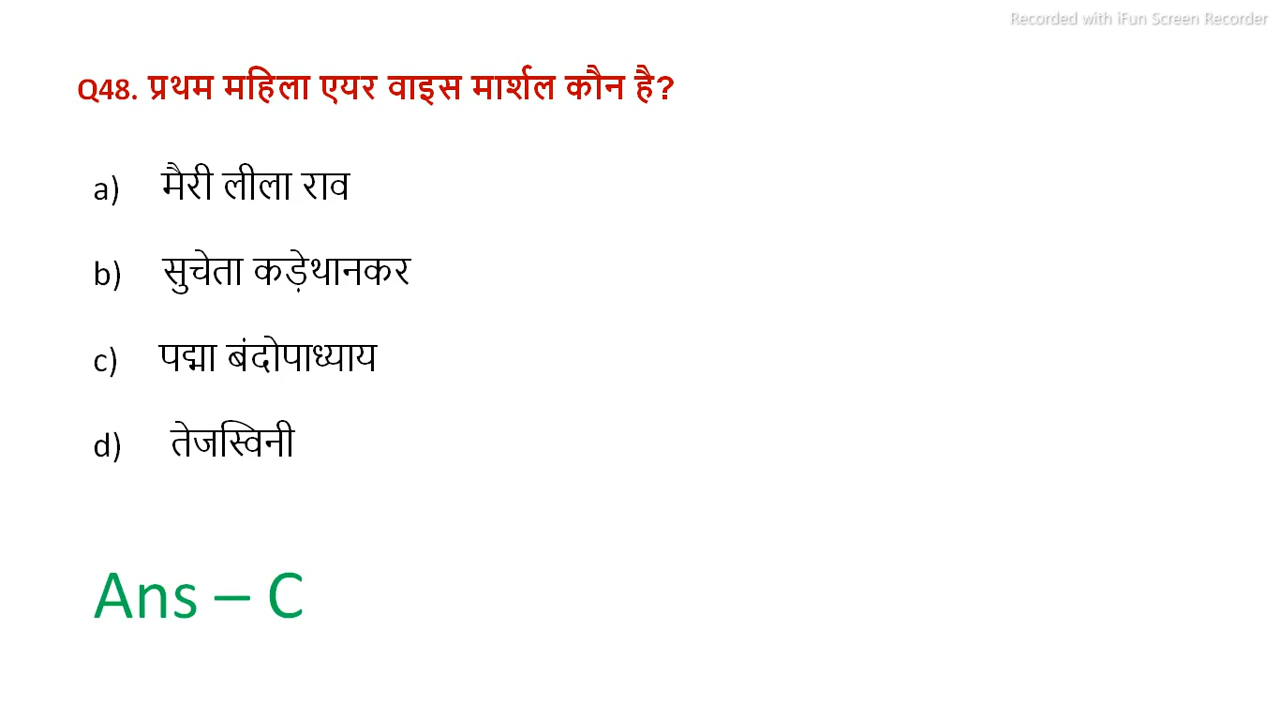 Recorded with iFun Screen Recorder
Q48. प्रथम महिला एयर वाइस मार्शल कौन है?
a) मैरी लीला राव
b) सुचेता कड़ेथानकर
c) पद्मा बंदोपाध्याय
d) तेजस्विनी
Ans – C